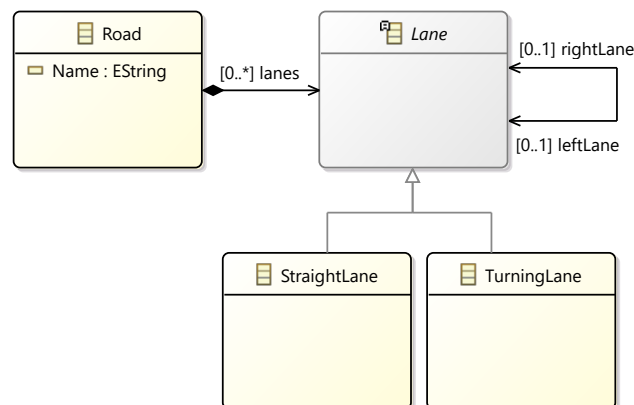 Road
Name : EString
[0..*] lanes
Lane
[0..1] rightLane
[0..1] leftLane
StraightLane
TurningLane